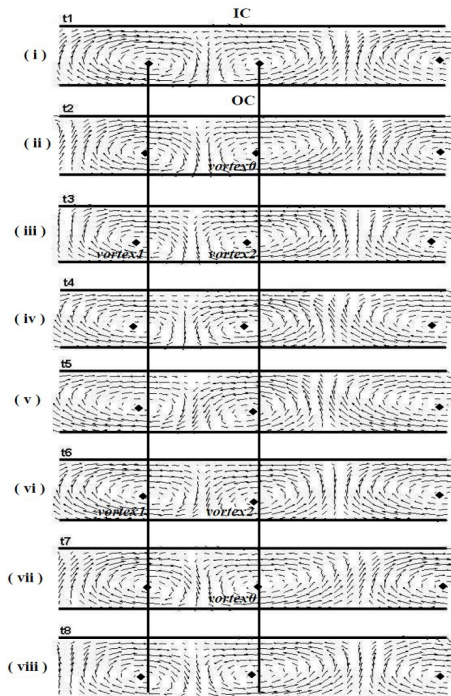 IC
t1
( i )
OC
t2
( ii )
vortex0
t3
( iii )
vortex1 vortex2
t4
( iv )
t5
( v )
t6
( vi )
vortex1 vortex2
t7
( vii )
vortex0
t8
( viii )